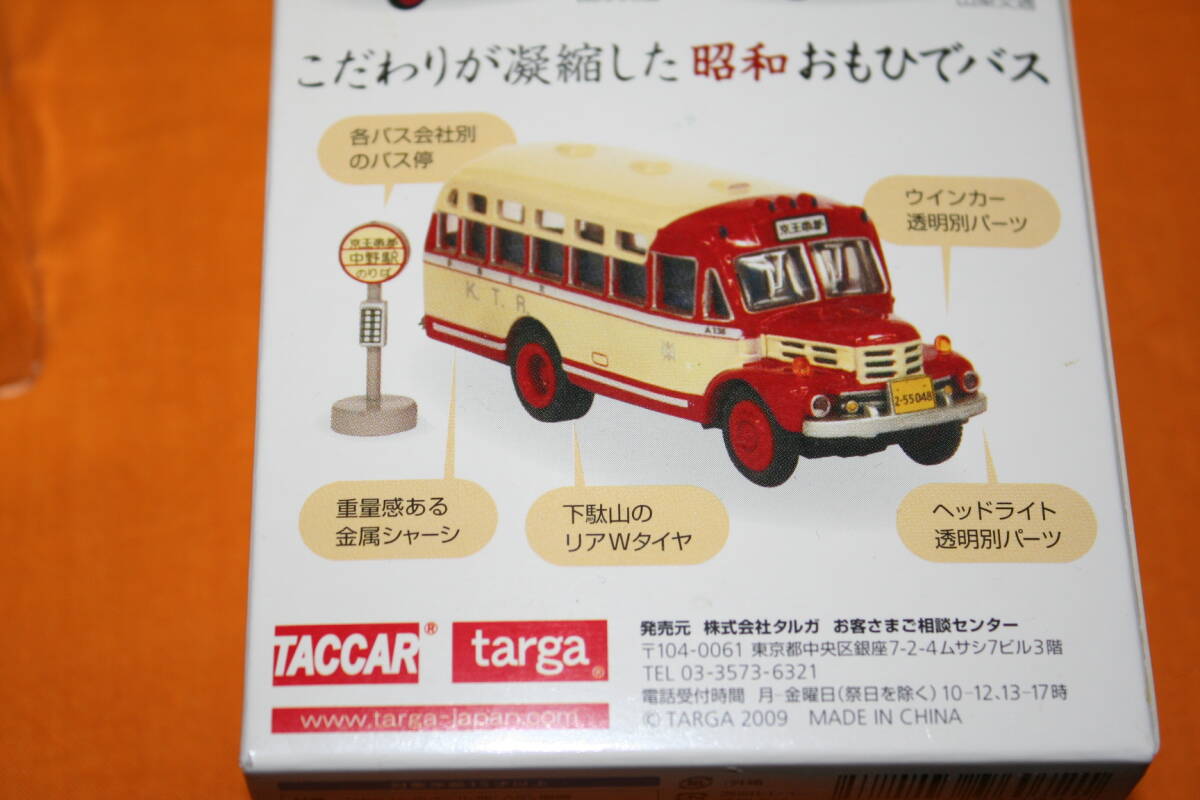 山梨交通
こだわりが凝縮した 昭和 おもひでバス
各バス会社別
のバス停
ウインカー
透明別パーツ
京王帝都
中野駅
のりば
京王帝都
K.T.R
A136
2-55048
重量感ある
金属シャーシ
下駄山の
リアWタイヤ
ヘッドライト
透明別パーツ
TACCAR®
targa®
www.targa-japan.com
発売元 株式会社タルガ お客さまご相談センター
〒104-0061 東京都中央区銀座7-2-4ムサシ7ビル3階
TEL 03-3573-6321
電話受付時間 月-金曜日(祭日を除く)10-12、13-17時
© TARGA 2009 MADE IN CHINA